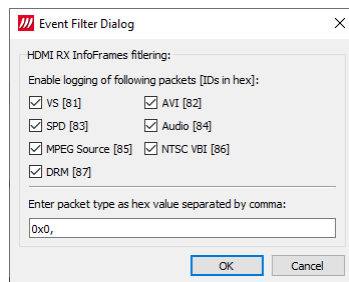 Event Filter Dialog
HDMI RX InfoFrames fitlering:
Enable logging of following packets [IDs in hex]:
VS [81] AVI [82]
SPD [83] Audio [84]
MPEG Source [85] NTSC VBI [86]
DRM [87]
Enter packet type as hex value separated by comma:
0x0,
OK Cancel